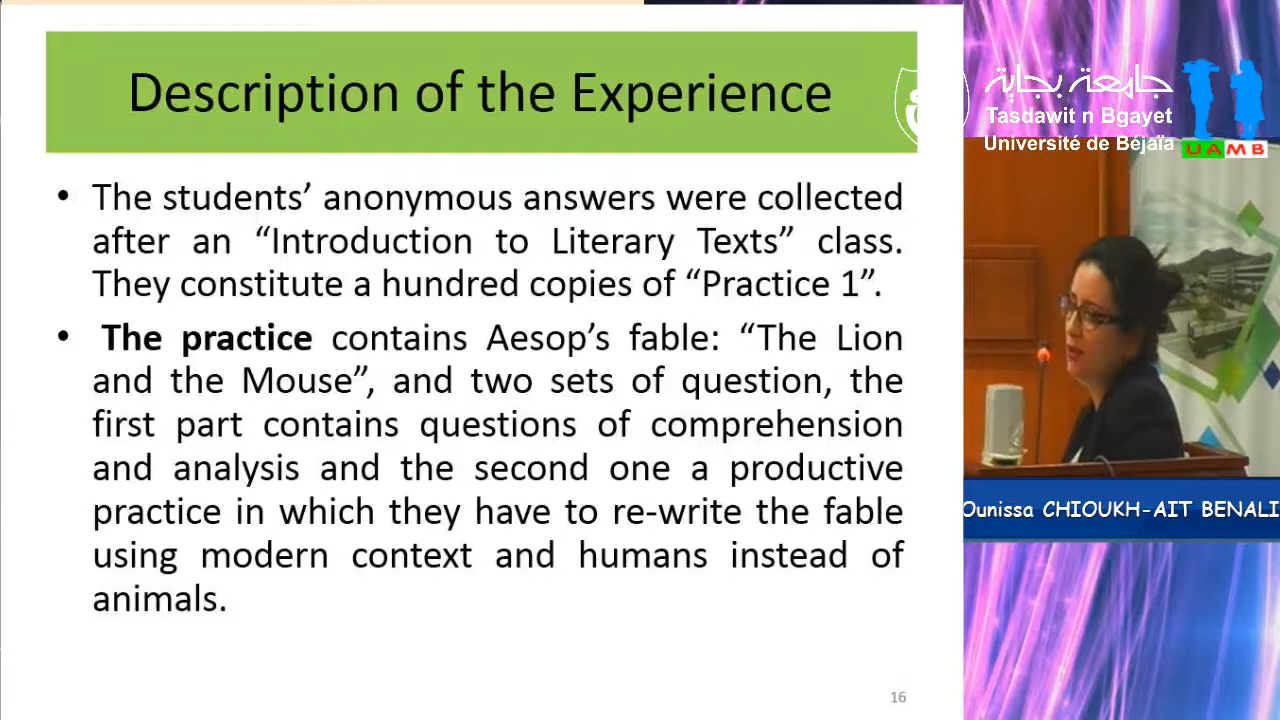 Description of the Experience
• The students’ anonymous answers were collected
after an “Introduction to Literary Texts” class.
They constitute a hundred copies of “Practice 1”.
• The practice contains Aesop’s fable: “The Lion
and the Mouse”, and two sets of question, the
first part contains questions of comprehension
and analysis and the second one a productive
practice in which they have to re-write the fable
using modern context and humans instead of
animals.
16
جامعة بجاية
Tasdawit n Bgayet
Université de Béjaïa
UAMB
Ounissa CHIOUKH-AIT BENALI